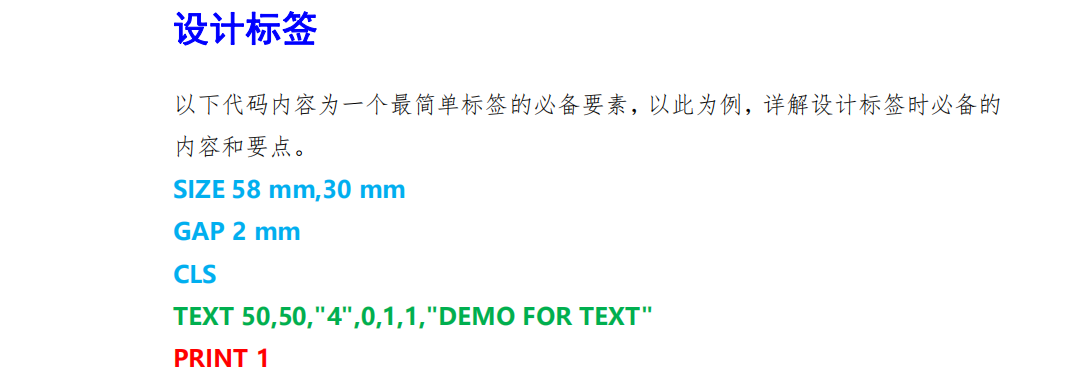 设计标签
以下代码内容为一个最简单标签的必备要素，以此为例，详解设计标签时必备的
内容和要点。
SIZE 58 mm,30 mm
GAP 2 mm
CLS
TEXT 50,50,"4",0,1,1,"DEMO FOR TEXT"
PRINT 1